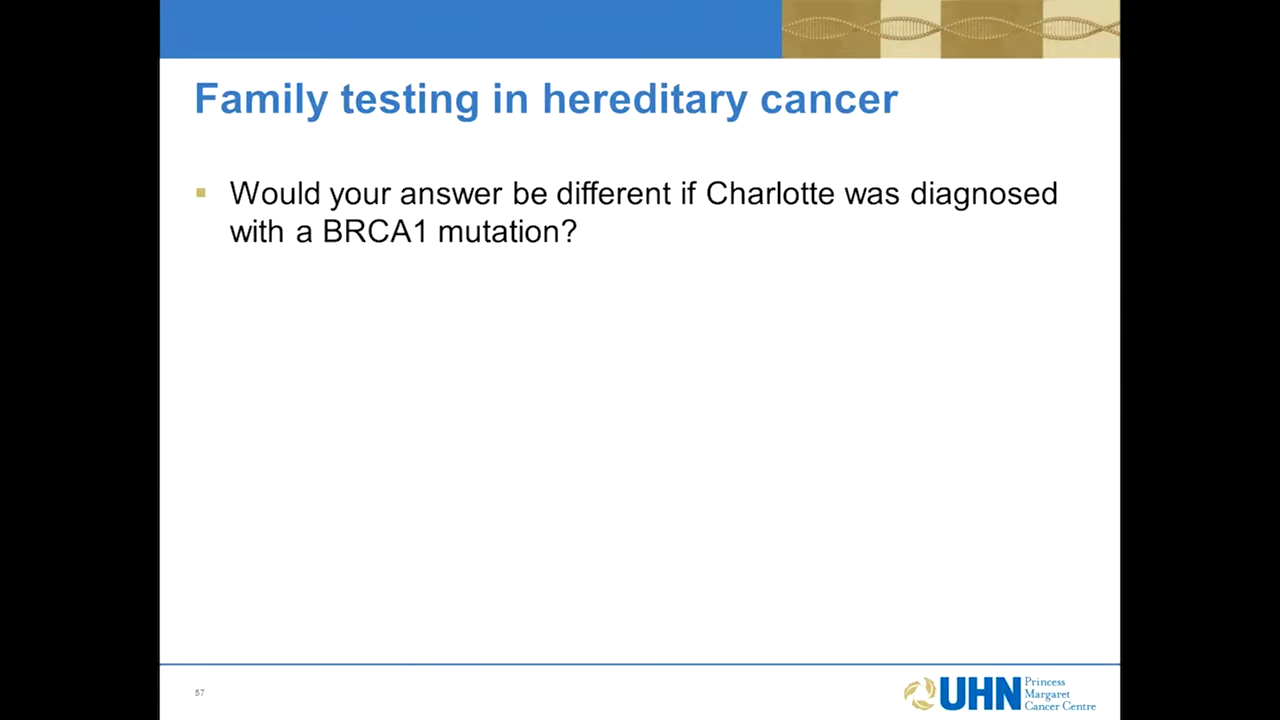 Family testing in hereditary cancer
▪ Would your answer be different if Charlotte was diagnosed
with a BRCA1 mutation?
57
UHN
Princess
Margaret
Cancer Centre